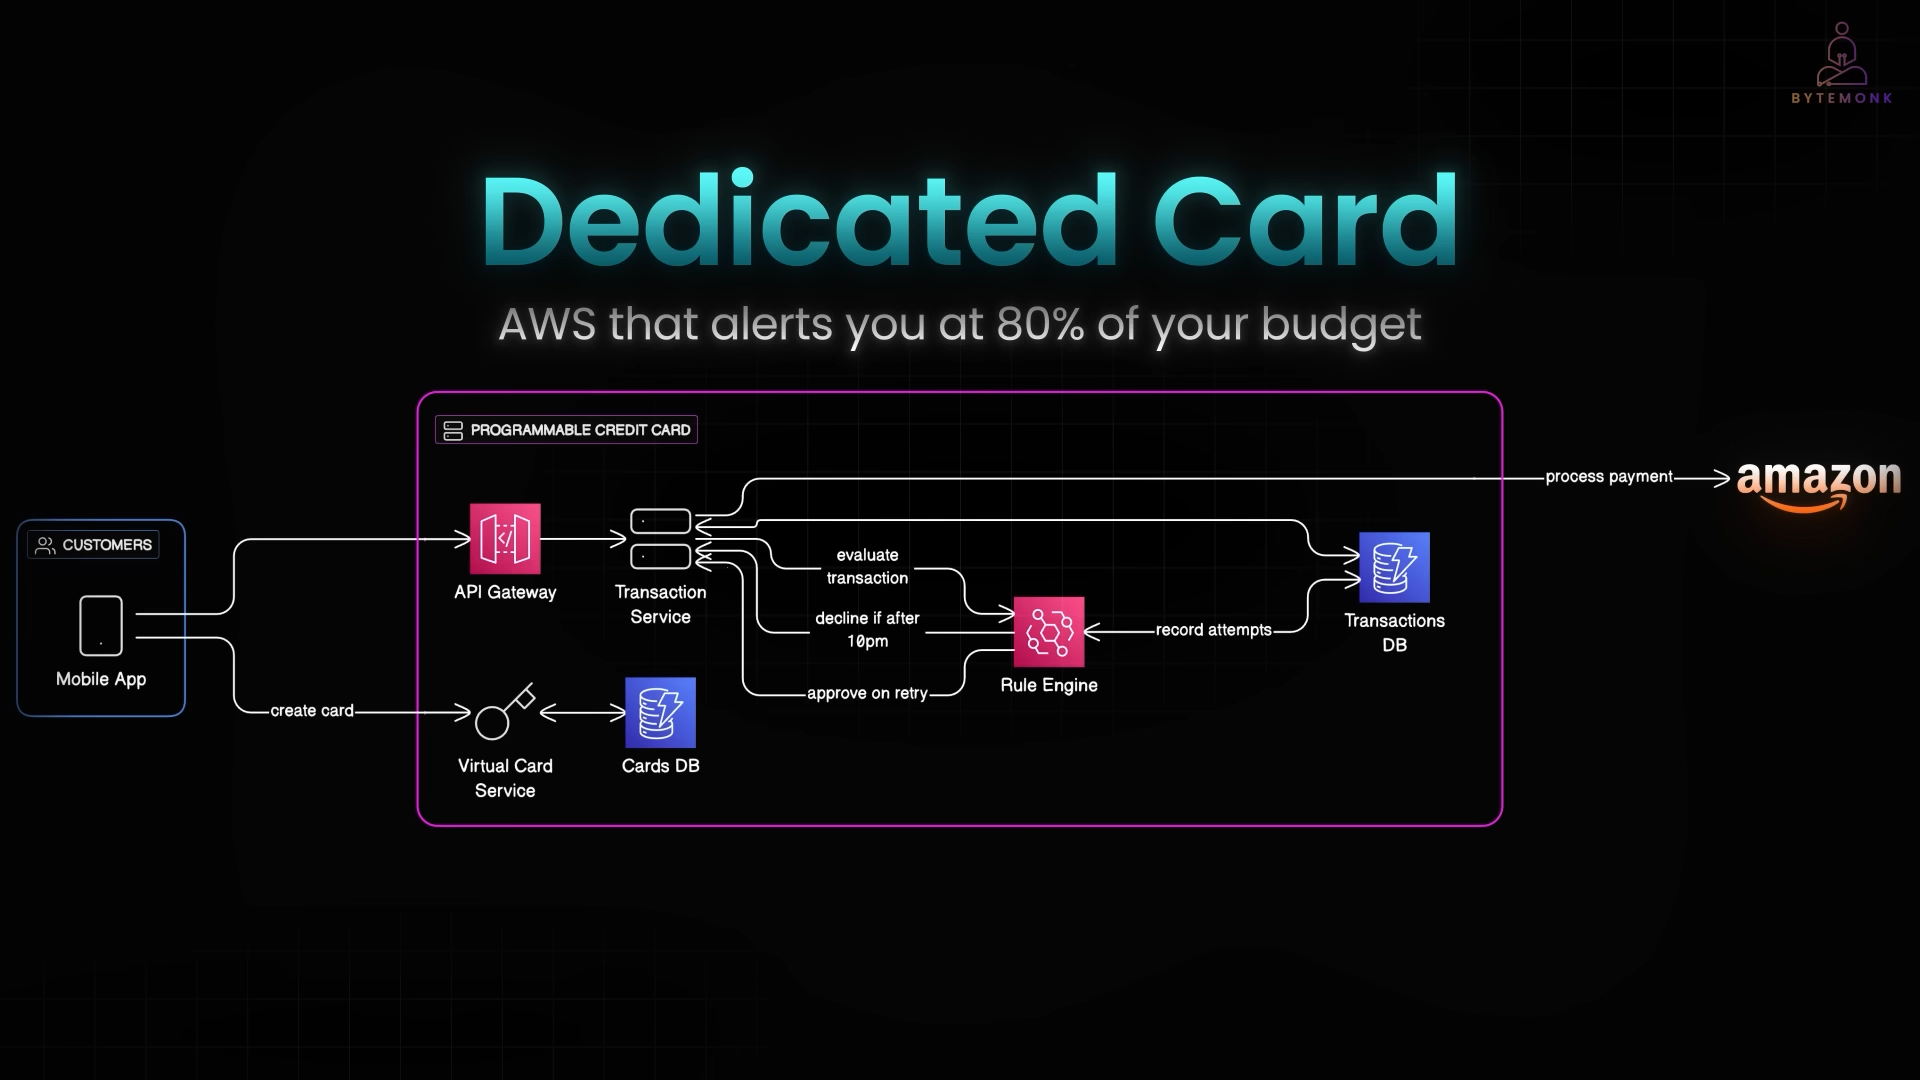 BYTEMONK
Dedicated Card
AWS that alerts you at 80% of your budget
PROGRAMMABLE CREDIT CARD
process payment
amazon
CUSTOMERS
Mobile App
API Gateway
Transaction
Service
evaluate
transaction
decline if after
10pm
approve on retry
Rule Engine
record attempts
Transactions
DB
create card
Virtual Card
Service
Cards DB